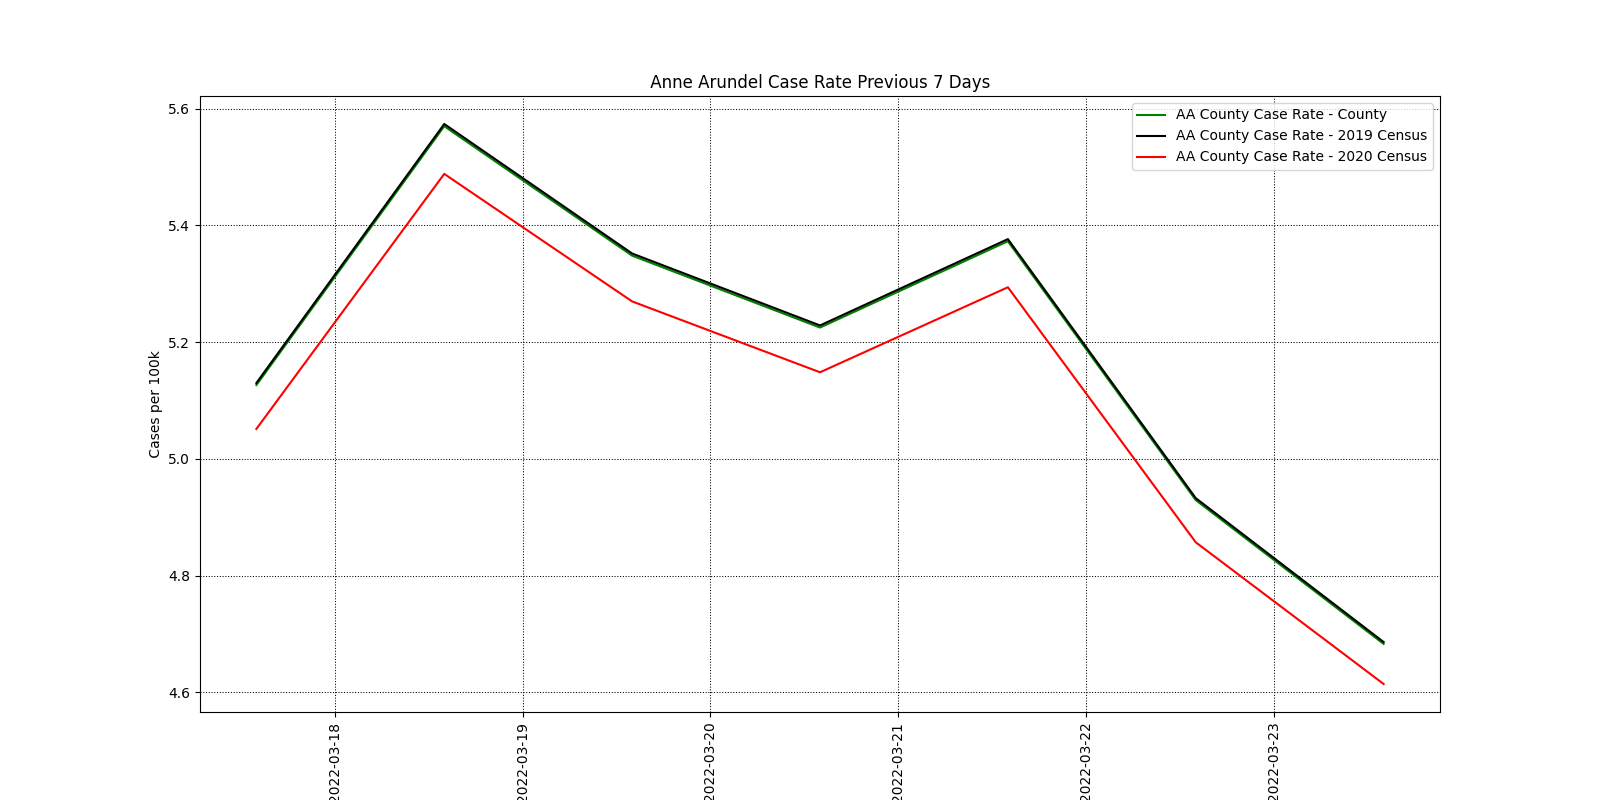 Anne Arundel Case Rate Previous 7 Days
AA County Case Rate - County
AA County Case Rate - 2019 Census
AA County Case Rate - 2020 Census
Cases per 100k
5.6
5.4
5.2
5.0
4.8
4.6
2022-03-18
2022-03-19
2022-03-20
2022-03-21
2022-03-22
2022-03-23